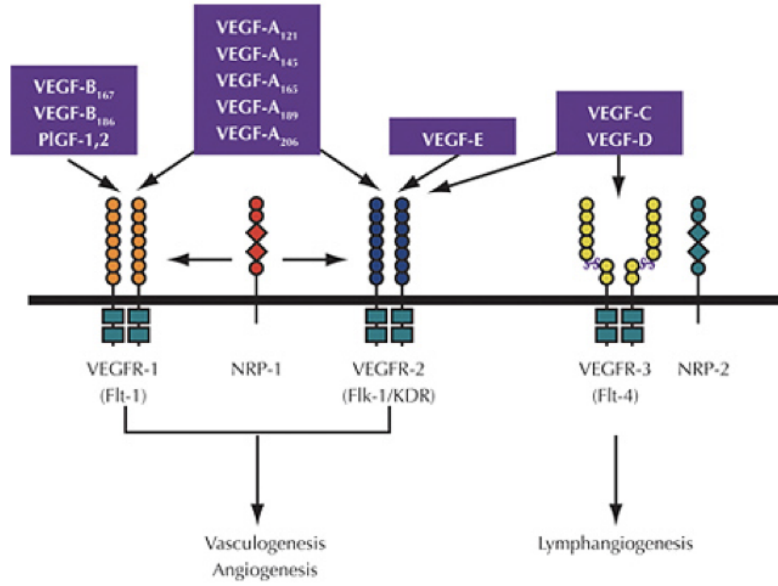 VEGF-B₁₆₇
VEGF-B₁₈₆
PlGF-1,2
VEGF-A₁₂₁
VEGF-A₁₄₅
VEGF-A₁₆₅
VEGF-A₁₈₉
VEGF-A₂₀₆
VEGF-E
VEGF-C
VEGF-D
VEGFR-1
(Flt-1)
NRP-1
VEGFR-2
(Flk-1/KDR)
VEGFR-3
(Flt-4)
NRP-2
Vasculogenesis
Angiogenesis
Lymphangiogenesis